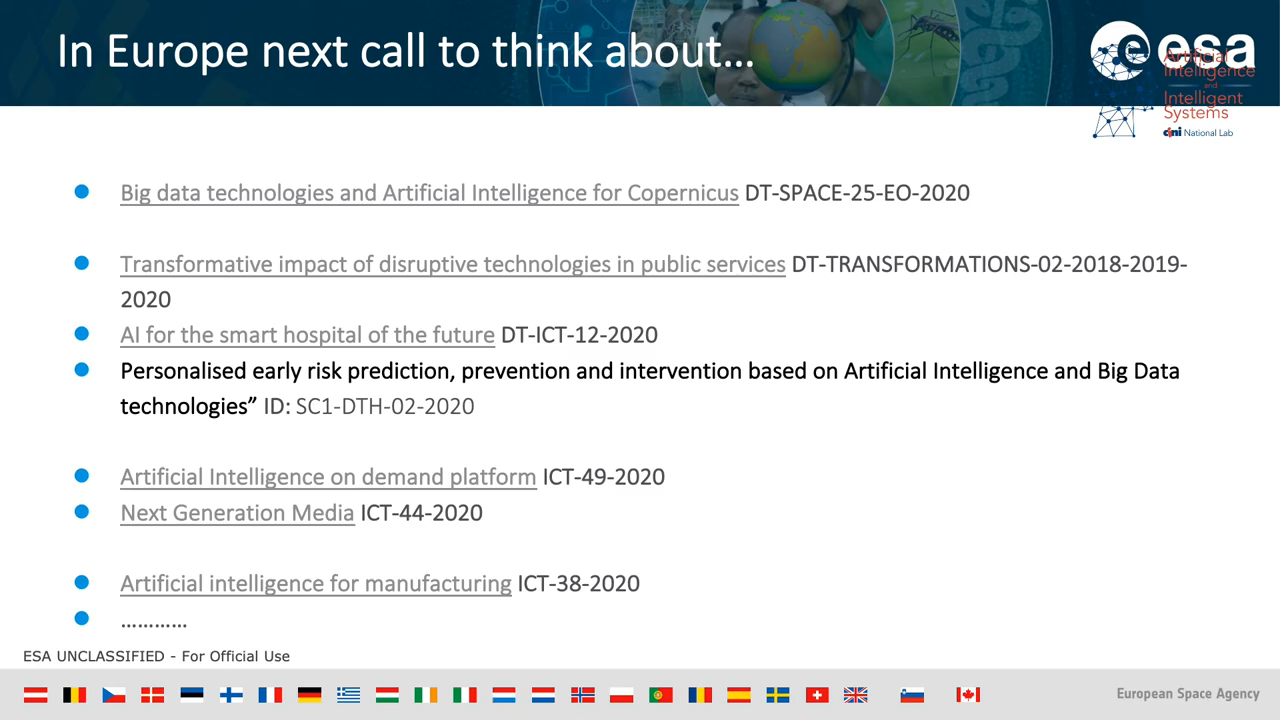 In Europe next call to think about...
esa
Artificial
Intelligence
and
Intelligent
Systems
cini National Lab
Big data technologies and Artificial Intelligence for Copernicus DT-SPACE-25-EO-2020
Transformative impact of disruptive technologies in public services DT-TRANSFORMATIONS-02-2018-2019-
2020
AI for the smart hospital of the future DT-ICT-12-2020
Personalised early risk prediction, prevention and intervention based on Artificial Intelligence and Big Data
technologies” ID: SC1-DTH-02-2020
Artificial Intelligence on demand platform ICT-49-2020
Next Generation Media ICT-44-2020
Artificial intelligence for manufacturing ICT-38-2020
............
ESA UNCLASSIFIED - For Official Use
European Space Agency